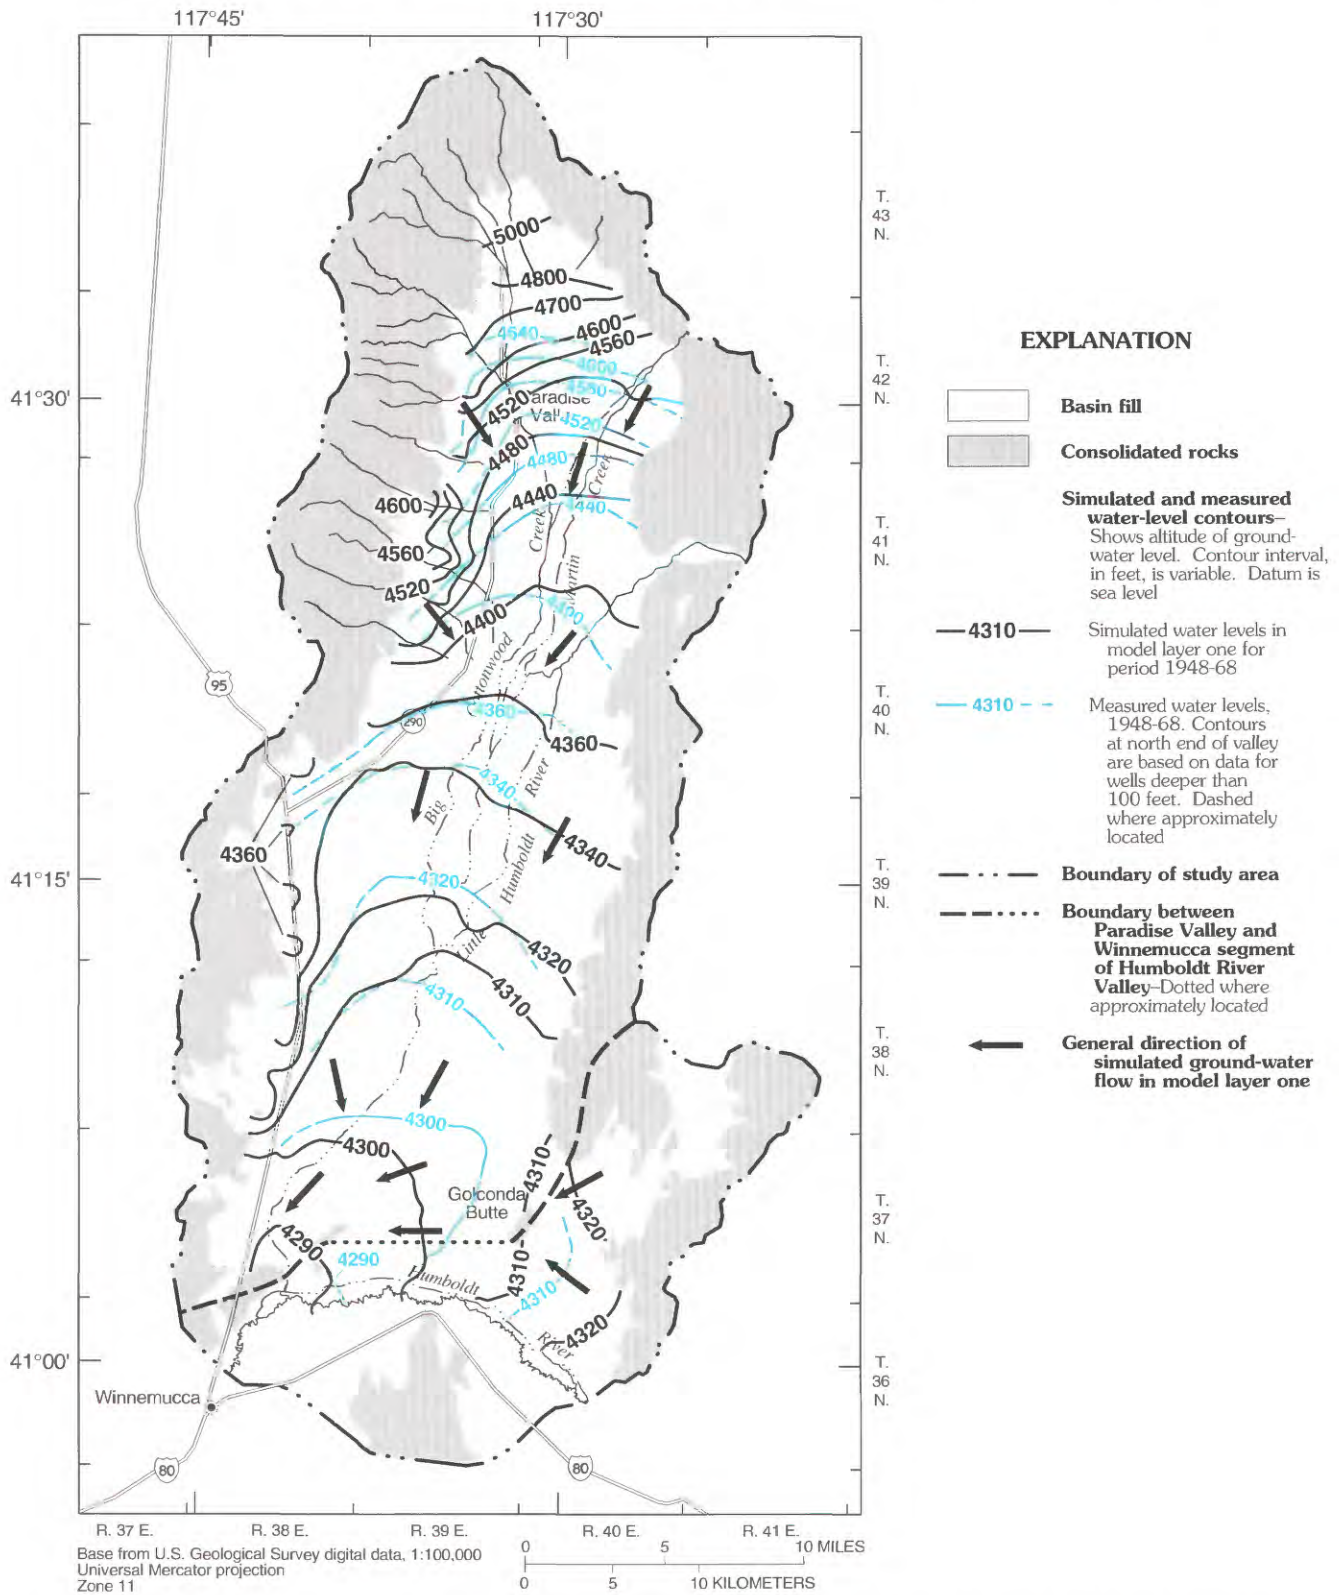 117°45'
117°30'
41°30'
41°15'
41°00'
T.
43
N.
T.
42
N.
T.
41
N.
T.
40
N.
T.
39
N.
T.
38
N.
T.
37
N.
T.
36
N.
5000
4800
4700
4640
4600
4560
4600
4560
4520
Paradise
Vall
4520
4480
4480
4440
4440
4600
4560
4520
4400
4400
Creek
Creek
Martin
Cottonwood
95
290
4360
4360
4340
River
Big
4340
4360
4320
Humboldt
Little
4320
4310
4310
4300
4300
4310
Golconda
Butte
4320
4290
4290
4310
Humboldt
4310
River
4320
Winnemucca
80
80
R. 37 E.
R. 38 E.
R. 39 E.
R. 40 E.
R. 41 E.
Base from U.S. Geological Survey digital data, 1:100,000
Universal Mercator projection
Zone 11
0 5 10 MILES
0 5 10 KILOMETERS
EXPLANATION
Basin fill
Consolidated rocks
Simulated and measured
water-level contours–
Shows altitude of ground-
water level. Contour interval,
in feet, is variable. Datum is
sea level
4310
Simulated water levels in
model layer one for
period 1948-68
4310
Measured water levels,
1948-68. Contours
at north end of valley
are based on data for
wells deeper than
100 feet. Dashed
where approximately
located
Boundary of study area
Boundary between
Paradise Valley and
Winnemucca segment
of Humboldt River
Valley–Dotted where
approximately located
General direction of
simulated ground-water
flow in model layer one